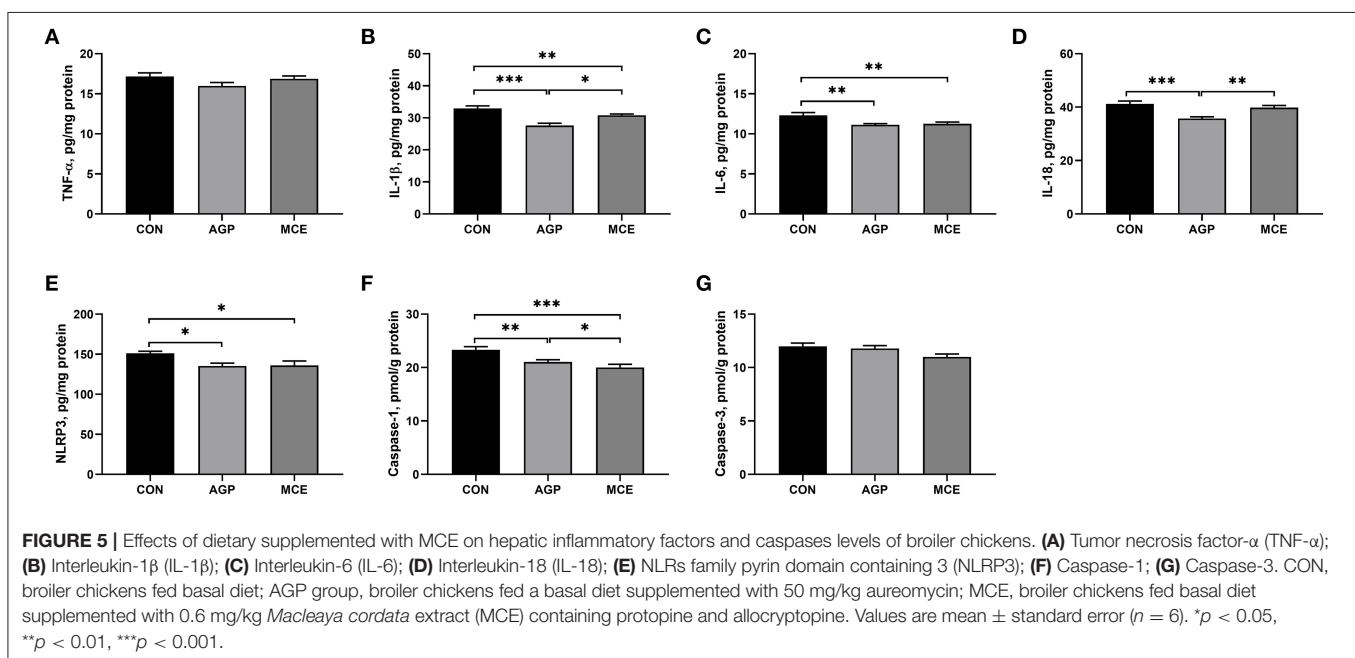 A
B
C
D
TNF-α, pg/mg protein
20
15
10
5
0
CON AGP MCE
IL-1β, pg/mg protein
50
40
30
20
10
0
**
*** *
CON AGP MCE
IL-6, pg/mg protein
20
15
10
5
0
**
**
CON AGP MCE
IL-18, pg/mg protein
60
40
20
0
*** **
CON AGP MCE
E
F
G
NLRP3, pg/mg protein
200
150
100
50
0
*
*
CON AGP MCE
Caspase-1, pmol/g protein
30
20
10
0
***
** *
CON AGP MCE
Caspase-3, pmol/g protein
15
10
5
0
CON AGP MCE
FIGURE 5 | Effects of dietary supplemented with MCE on hepatic inflammatory factors and caspases levels of broiler chickens. (A) Tumor necrosis factor-α (TNF-α);
(B) Interleukin-1β (IL-1β); (C) Interleukin-6 (IL-6); (D) Interleukin-18 (IL-18); (E) NLRs family pyrin domain containing 3 (NLRP3); (F) Caspase-1; (G) Caspase-3. CON,
broiler chickens fed basal diet; AGP group, broiler chickens fed a basal diet supplemented with 50 mg/kg aureomycin; MCE, broiler chickens fed basal diet
supplemented with 0.6 mg/kg Macleaya cordata extract (MCE) containing protopine and allocryptopine. Values are mean ± standard error (n = 6). *p < 0.05,
**p < 0.01, ***p < 0.001.